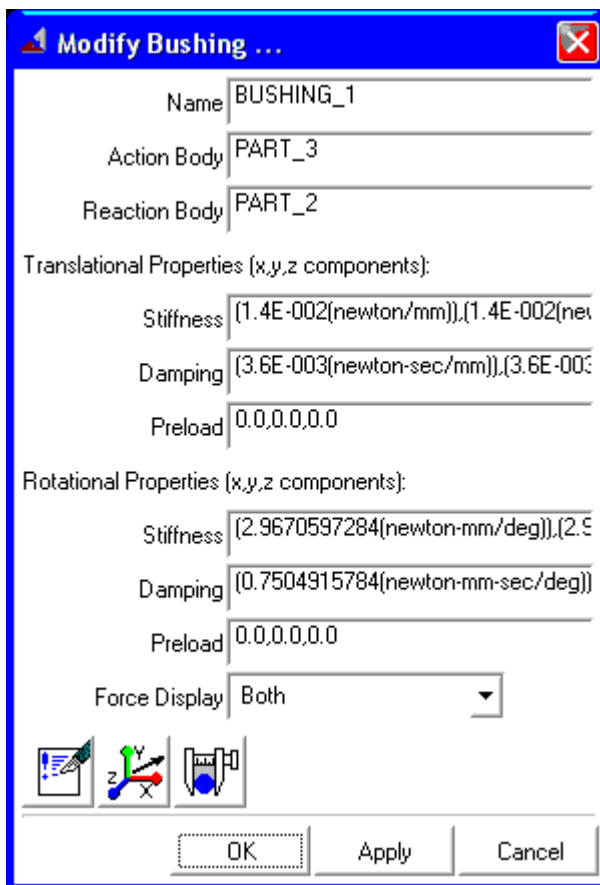 Modify Bushing ...
Name BUSHING_1
Action Body PART_3
Reaction Body PART_2
Translational Properties (x,y,z components):
Stiffness (1.4E-002(newton/mm)),(1.4E-002(new
Damping (3.6E-003(newton-sec/mm)),(3.6E-003
Preload 0.0,0.0,0.0
Rotational Properties (x,y,z components):
Stiffness (2.9670597284(newton-mm/deg)),(2.9
Damping (0.7504915784(newton-mm-sec/deg))
Preload 0.0,0.0,0.0
Force Display Both
Z Y X
OK Apply Cancel